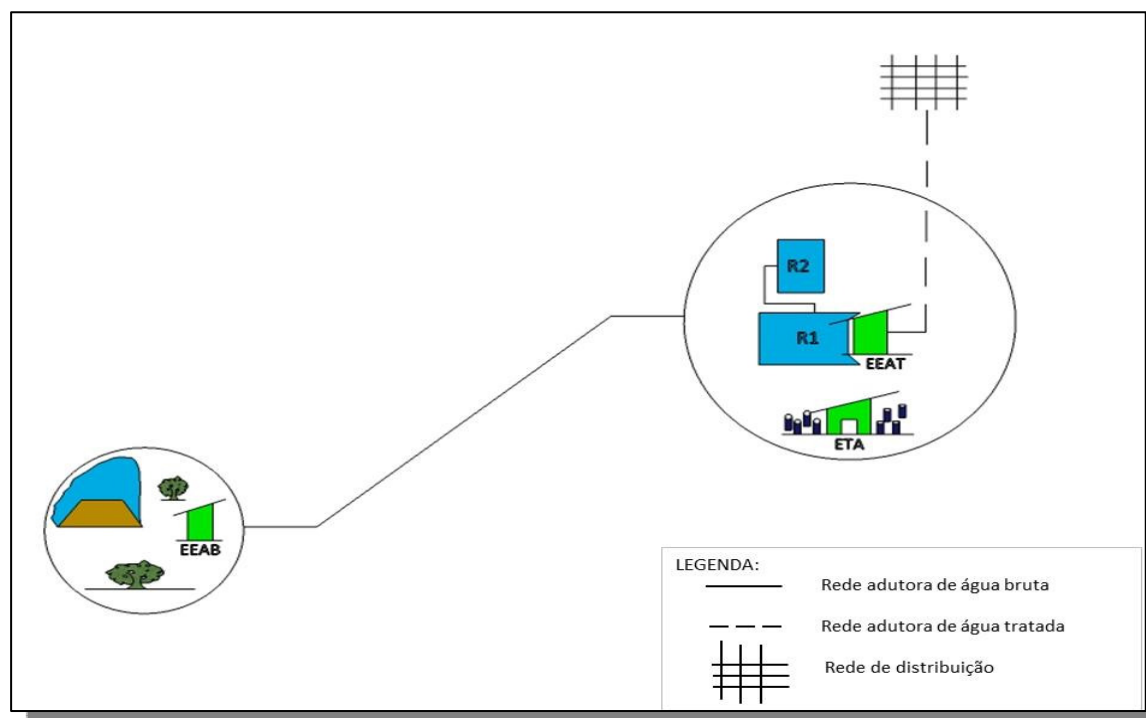 R2
R1
EEAT
ETA
EEAB
LEGENDA:
Rede adutora de água bruta
Rede adutora de água tratada
Rede de distribuição